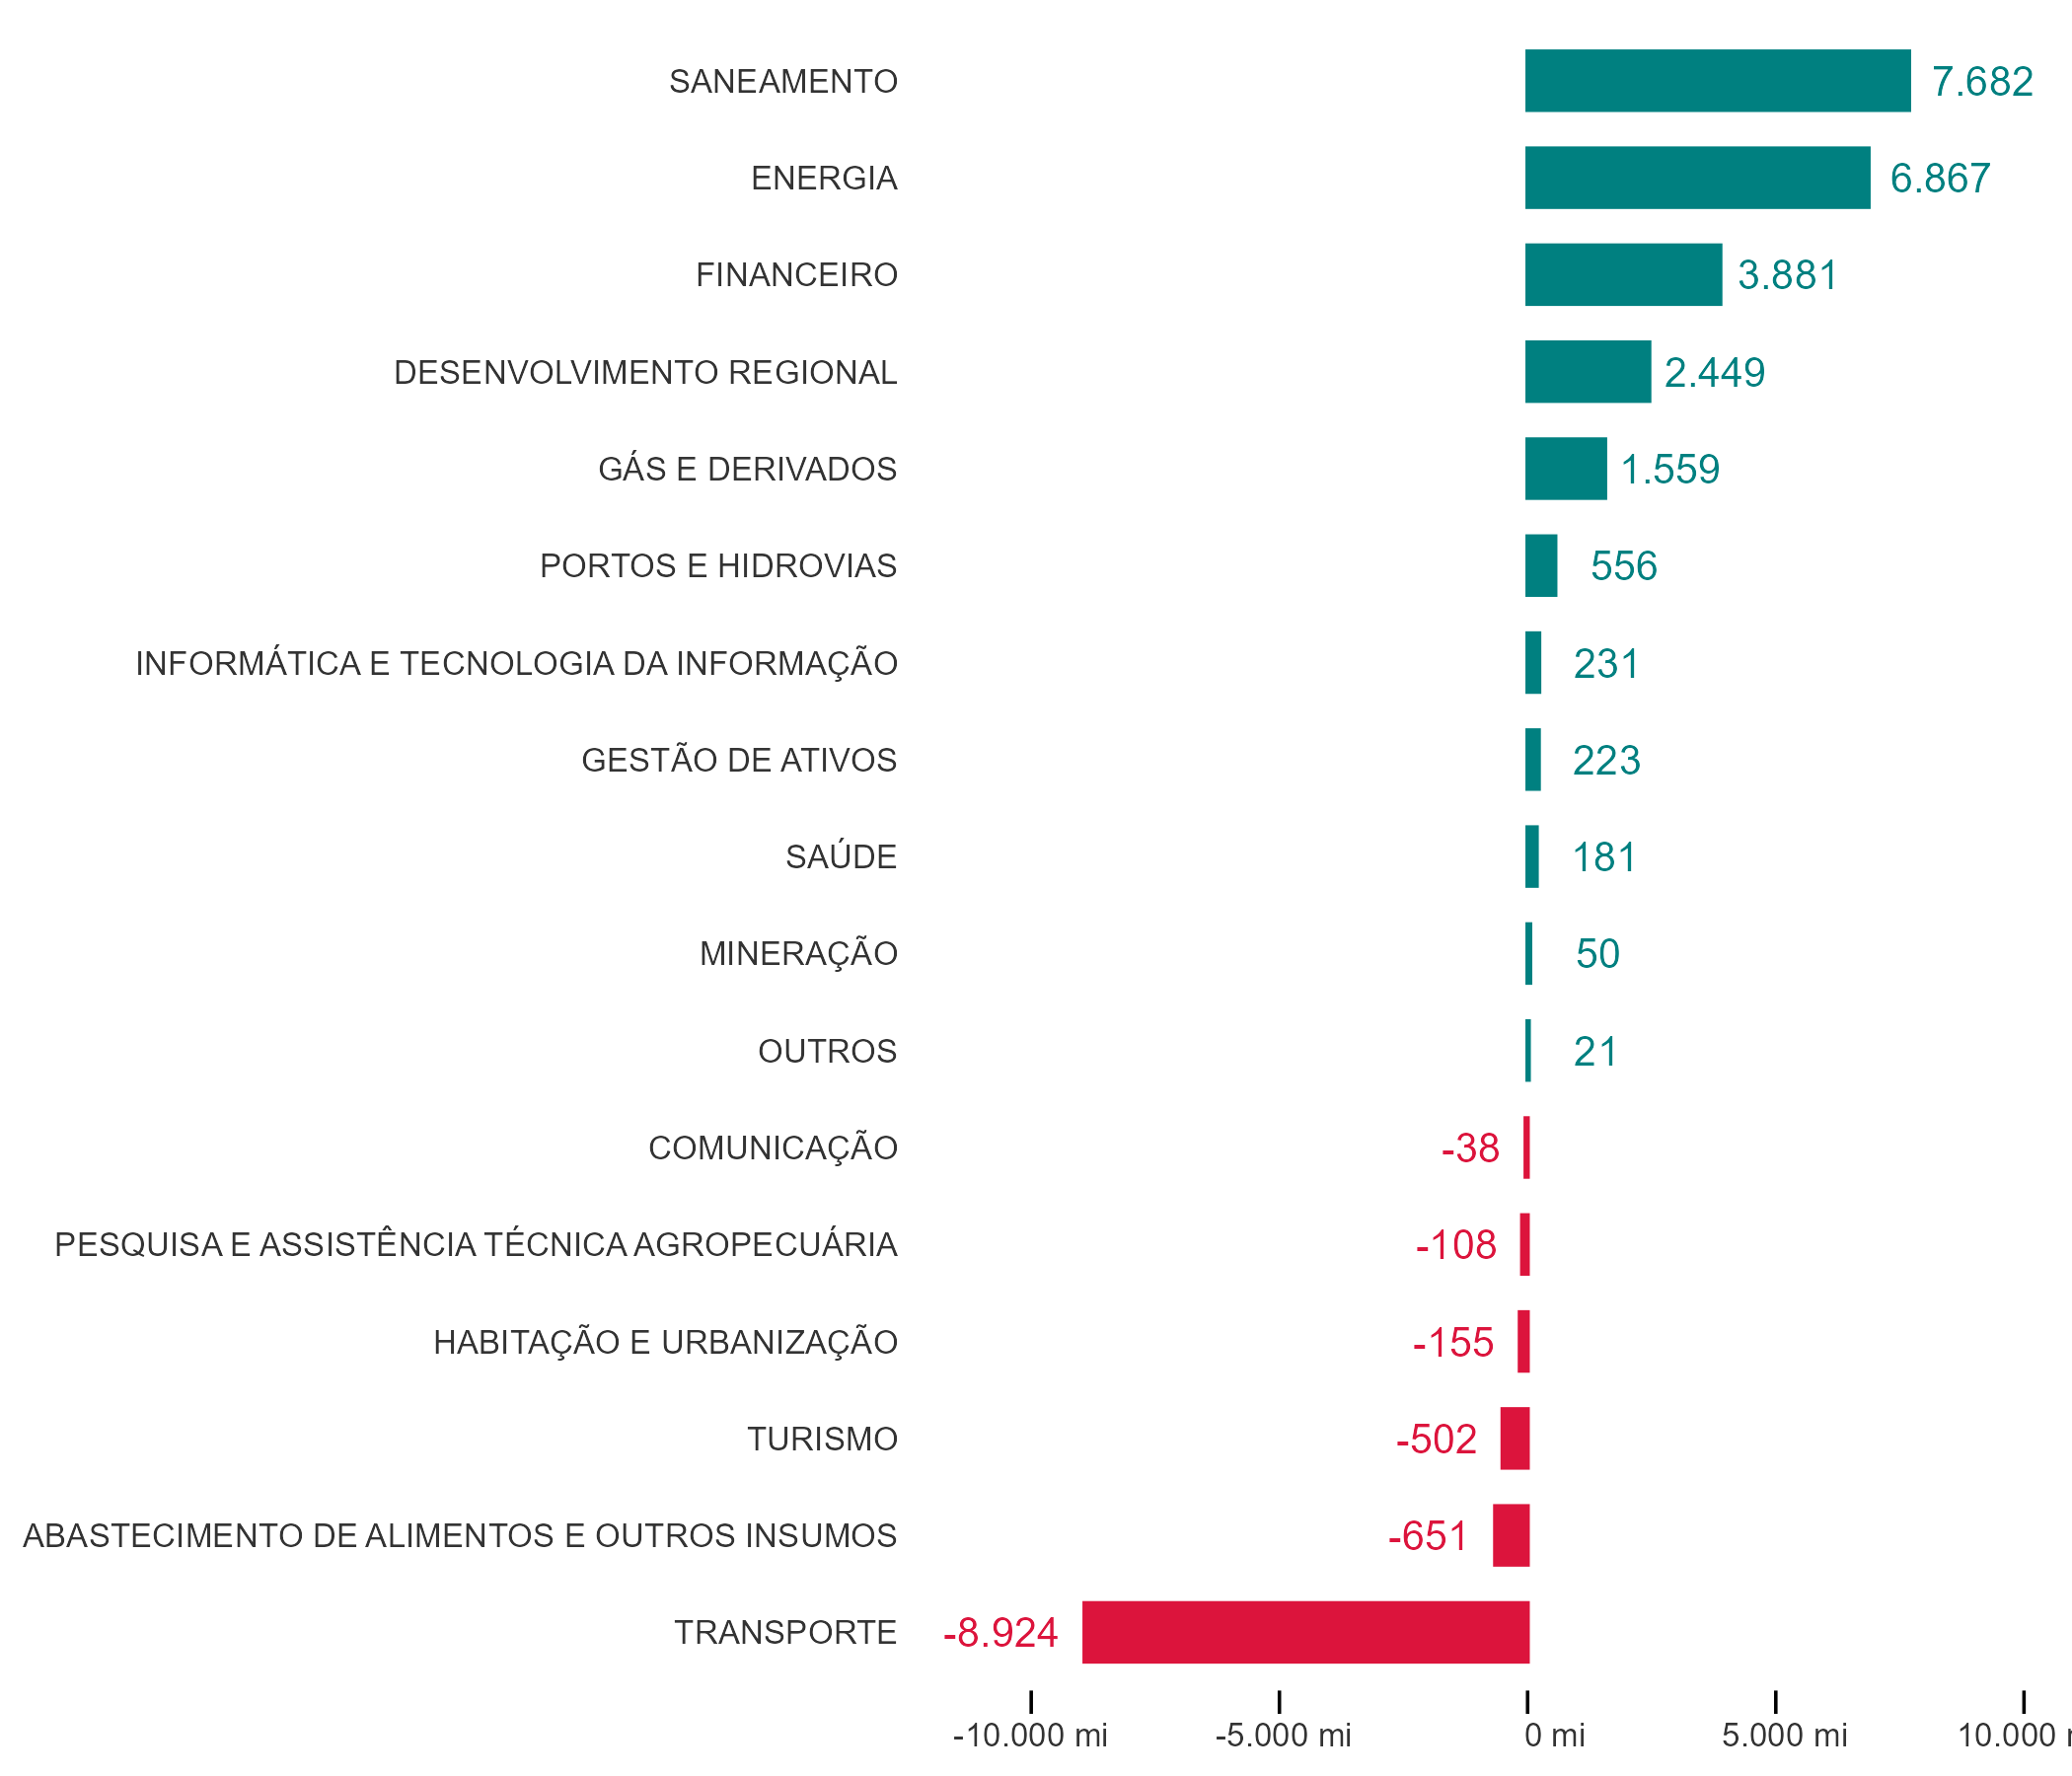 SANEAMENTO 7.682
ENERGIA 6.867
FINANCEIRO 3.881
DESENVOLVIMENTO REGIONAL 2.449
GÁS E DERIVADOS 1.559
PORTOS E HIDROVIAS 556
INFORMÁTICA E TECNOLOGIA DA INFORMAÇÃO 231
GESTÃO DE ATIVOS 223
SAÚDE 181
MINERAÇÃO 50
OUTROS 21
COMUNICAÇÃO -38
PESQUISA E ASSISTÊNCIA TÉCNICA AGROPECUÁRIA -108
HABITAÇÃO E URBANIZAÇÃO -155
TURISMO -502
ABASTECIMENTO DE ALIMENTOS E OUTROS INSUMOS -651
TRANSPORTE -8.924
-10.000 mi -5.000 mi 0 mi 5.000 mi 10.000